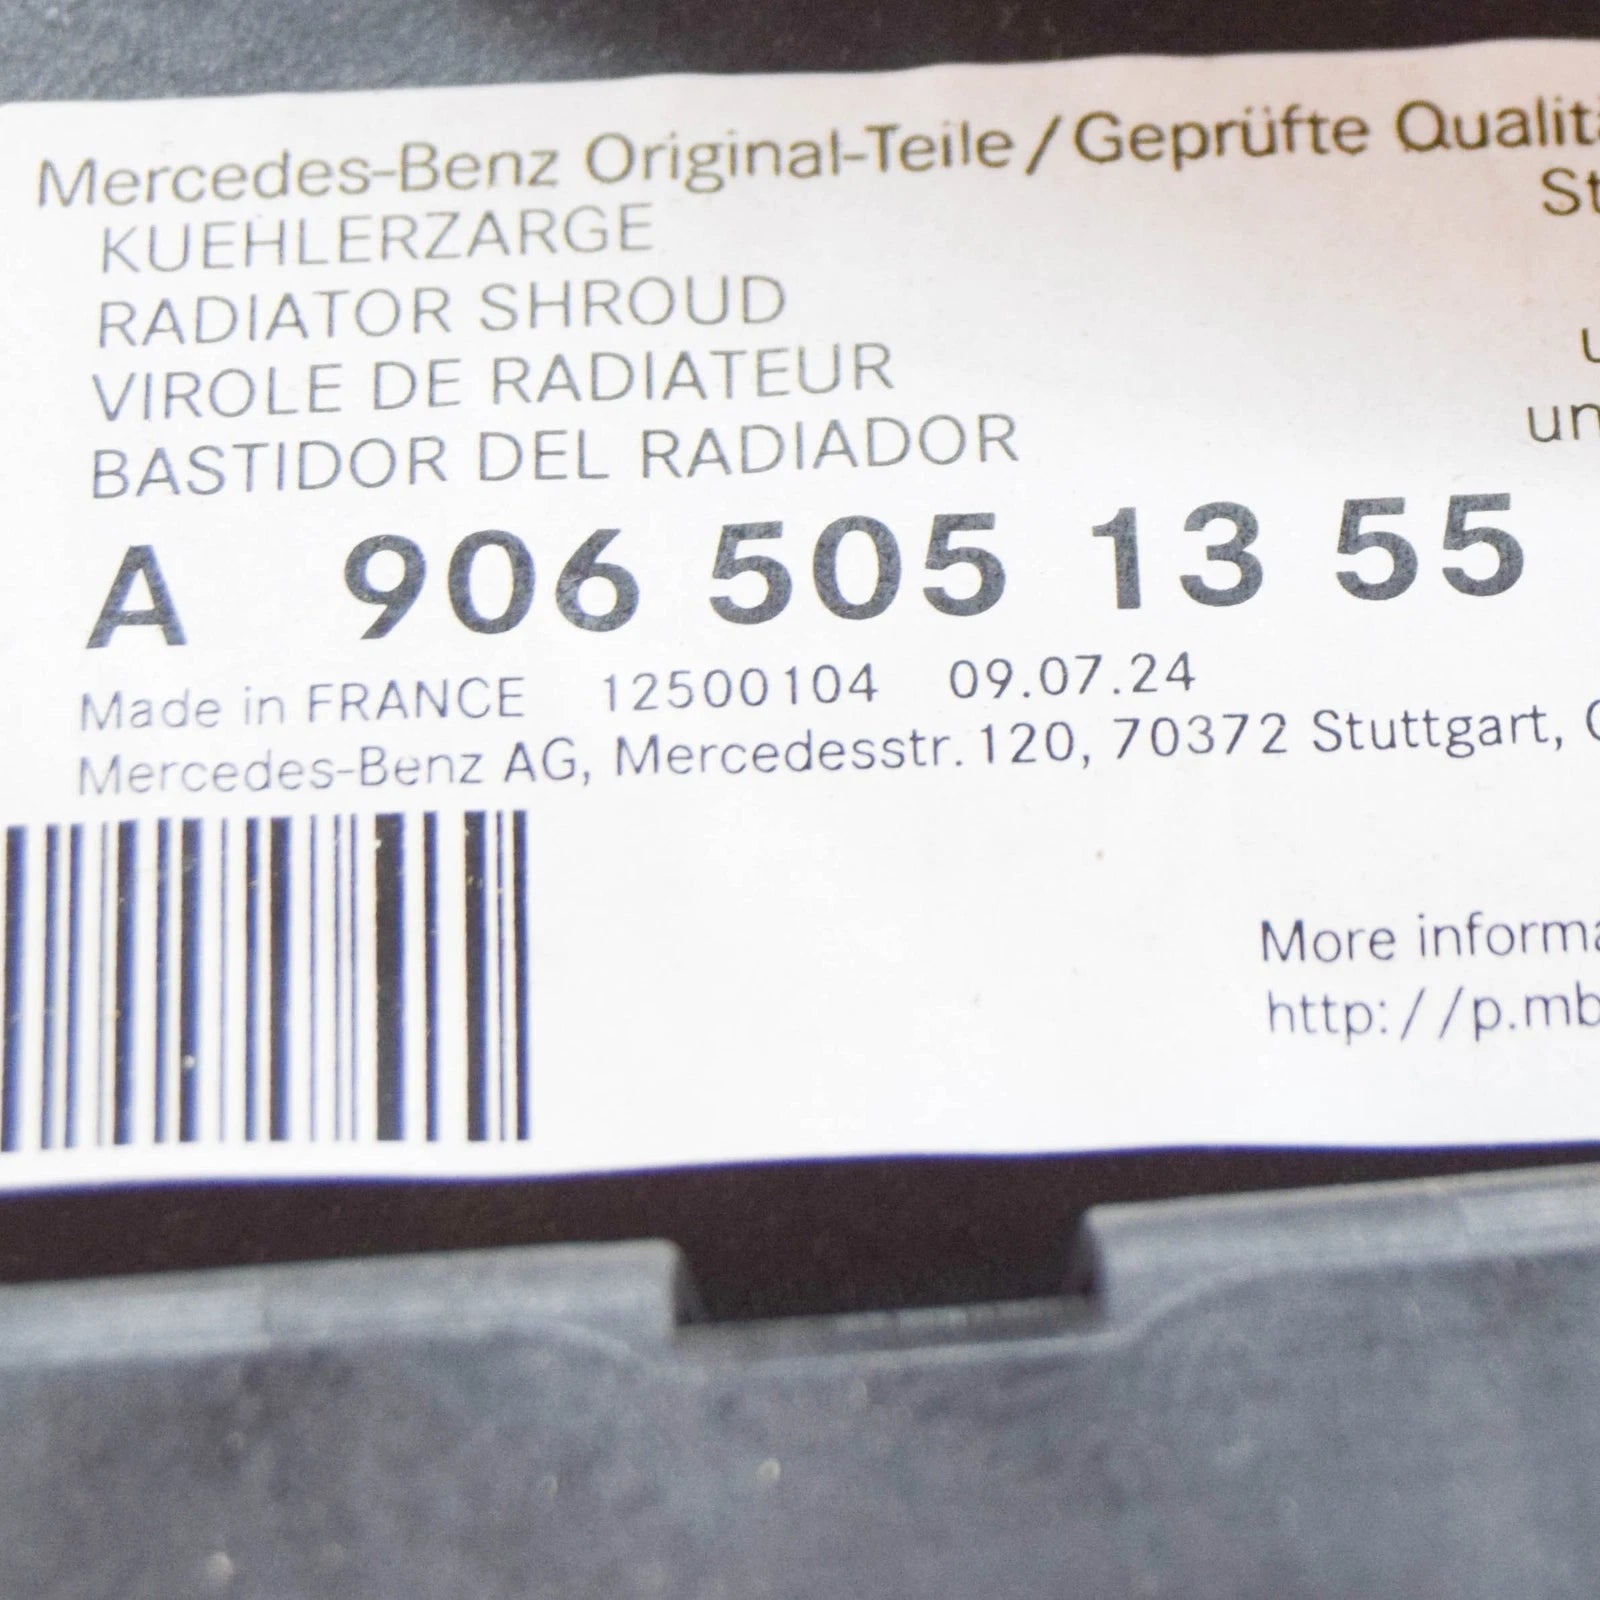 Mercedes-Benz Original-Teile/Geprüfte Qualitä
St
KUEHLERZARGE
RADIATOR SHROUD
VIROLE DE RADIATEUR
un
BASTIDOR DEL RADIADOR
A 906 505 13 55
Made in FRANCE 12500104 09.07.24
Mercedes-Benz AG, Mercedesstr. 120, 70372 Stuttgart, G
More informa
http://p.mb